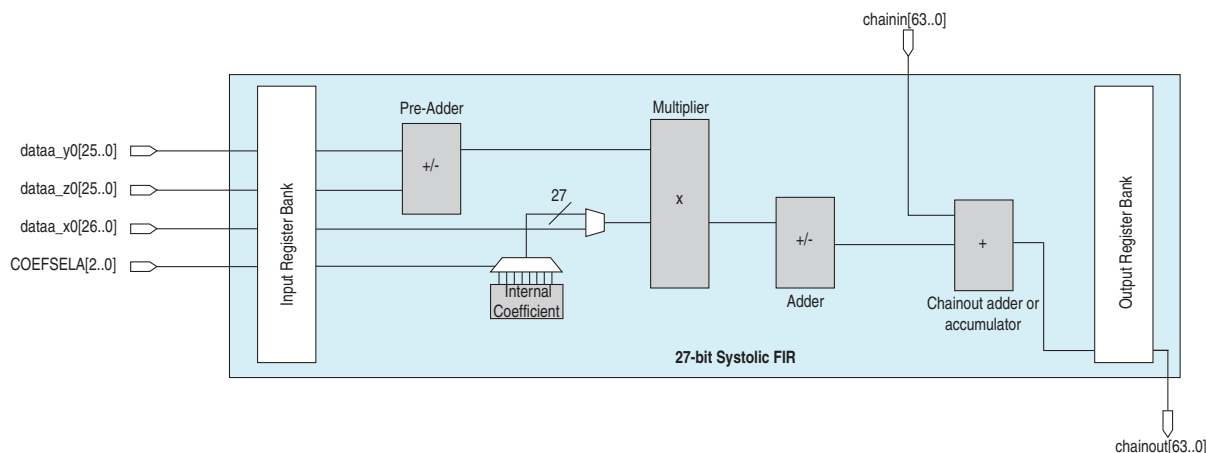 chainin[63..0]
Pre-Adder
Multiplier
dataa_y0[25..0]
+/-
dataa_z0[25..0]
27
x
dataa_x0[26..0]
+/-
+
COEFSELA[2..0]
Input Register Bank
Output Register Bank
Internal
Coefficient
Adder
Chainout adder or
accumulator
27-bit Systolic FIR
chainout[63..0]